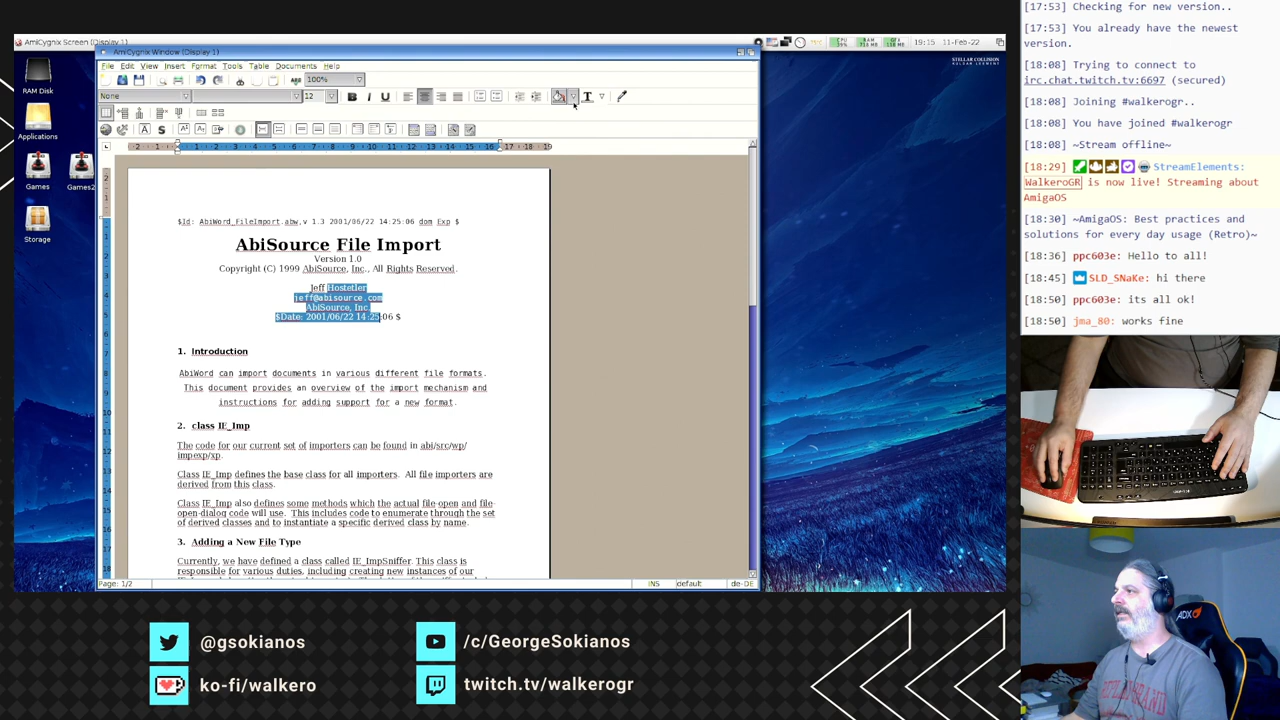 AmiCygnix Screen (Display 1)
19:15 11-Feb-22
AmiCygnix Window (Display 1)
File Edit View Insert Format Tools Table Documents Help
100%
None
12
RAM Disk
Applications
Games
Games2
Storage
STELLAR COLLISION
$Id: AbiWord_FileImport.abw,v 1.3 2001/06/22 14:25:06 dom Exp $
AbiSource File Import
Version 1.0
Copyright (C) 1999 AbiSource, Inc., All Rights Reserved.
Jeff Hostetler
jeff@abisource.com
AbiSource, Inc
$Date: 2001/06/22 14:25:06 $
1. Introduction
AbiWord can import documents in various different file formats.
This document provides an overview of the import mechanism and
instructions for adding support for a new format.
2. class IE_Imp
The code for our current set of importers can be found in abi/src/wp/
impexp/xp.
Class IE_Imp defines the base class for all importers. All file importers are
derived from this class.
Class IE_Imp also defines some methods which the actual file-open and file-
open-dialog code will use. This includes code to enumerate through the set
of derived classes and to instantiate a specific derived class by name.
3. Adding a New File Type
Currently, we have defined a class called IE_ImpSniffer. This class is
responsible for various duties, including creating new instances of our
Page: 1/2
INS
default
de-DE
[17:53] Checking for new version..
[17:53] You already have the newest
version.
[18:08] Trying to connect to
irc.chat.twitch.tv:6697 (secured)
[18:08] Joining #walkerogr..
[18:08] You have joined #walkerogr
[18:08] ~Stream offline~
[18:29] StreamElements:
WalkeroGR is now live! Streaming about
AmigaOS
[18:30] ~AmigaOS: Best practices and
solutions for every day usage (Retro)~
[18:36] ppc603e: Hello to all!
[18:45] SLD_SNaKe: hi there
[18:50] ppc603e: its all ok!
[18:50] jma_80: works fine
@gsokianos
/c/GeorgeSokianos
ko-fi/walkero
twitch.tv/walkerogr